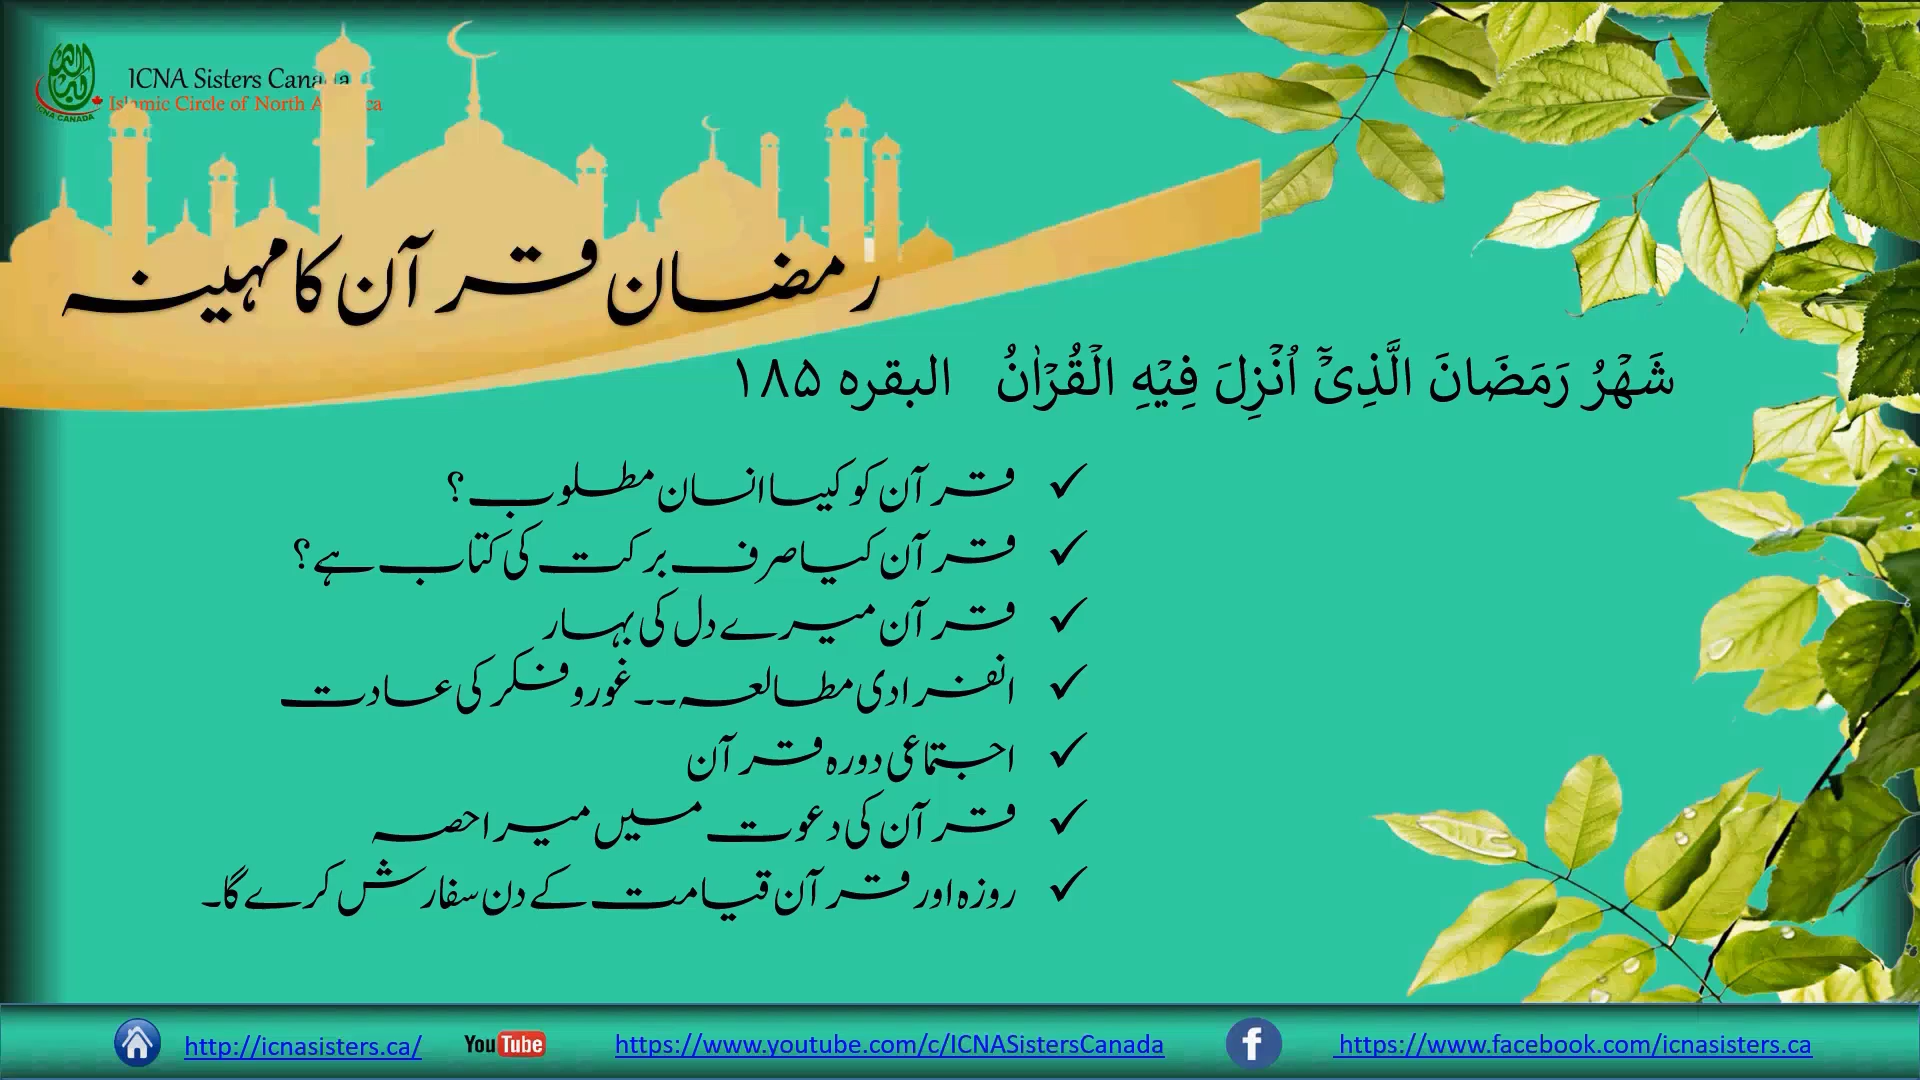 ICNA Sisters Canada
Islamic Circle of North America
ICNA CANADA
رمضان قرآن کا مہینہ
شَهْرُ رَمَضَانَ الَّذِیْٓ اُنْزِلَ فِیْهِ الْقُرْاٰنُ البقرہ ۱۸۵
✓ قرآن کو کیسا انسان مطلوب؟
✓ قرآن کیا صرف برکت کی کتاب ہے؟
✓ قرآن میرے دل کی بہار
✓ انفرادی مطالعہ۔۔ غوروفکر کی عادت
✓ اجتماعی دورہ قرآن
✓ قرآن کی دعوت میں میرا حصہ
✓ روزہ اور قرآن قیامت کے دن سفارش کرے گا۔
http://icnasisters.ca/ YouTube https://www.youtube.com/c/ICNASistersCanada f https://www.facebook.com/icnasisters.ca